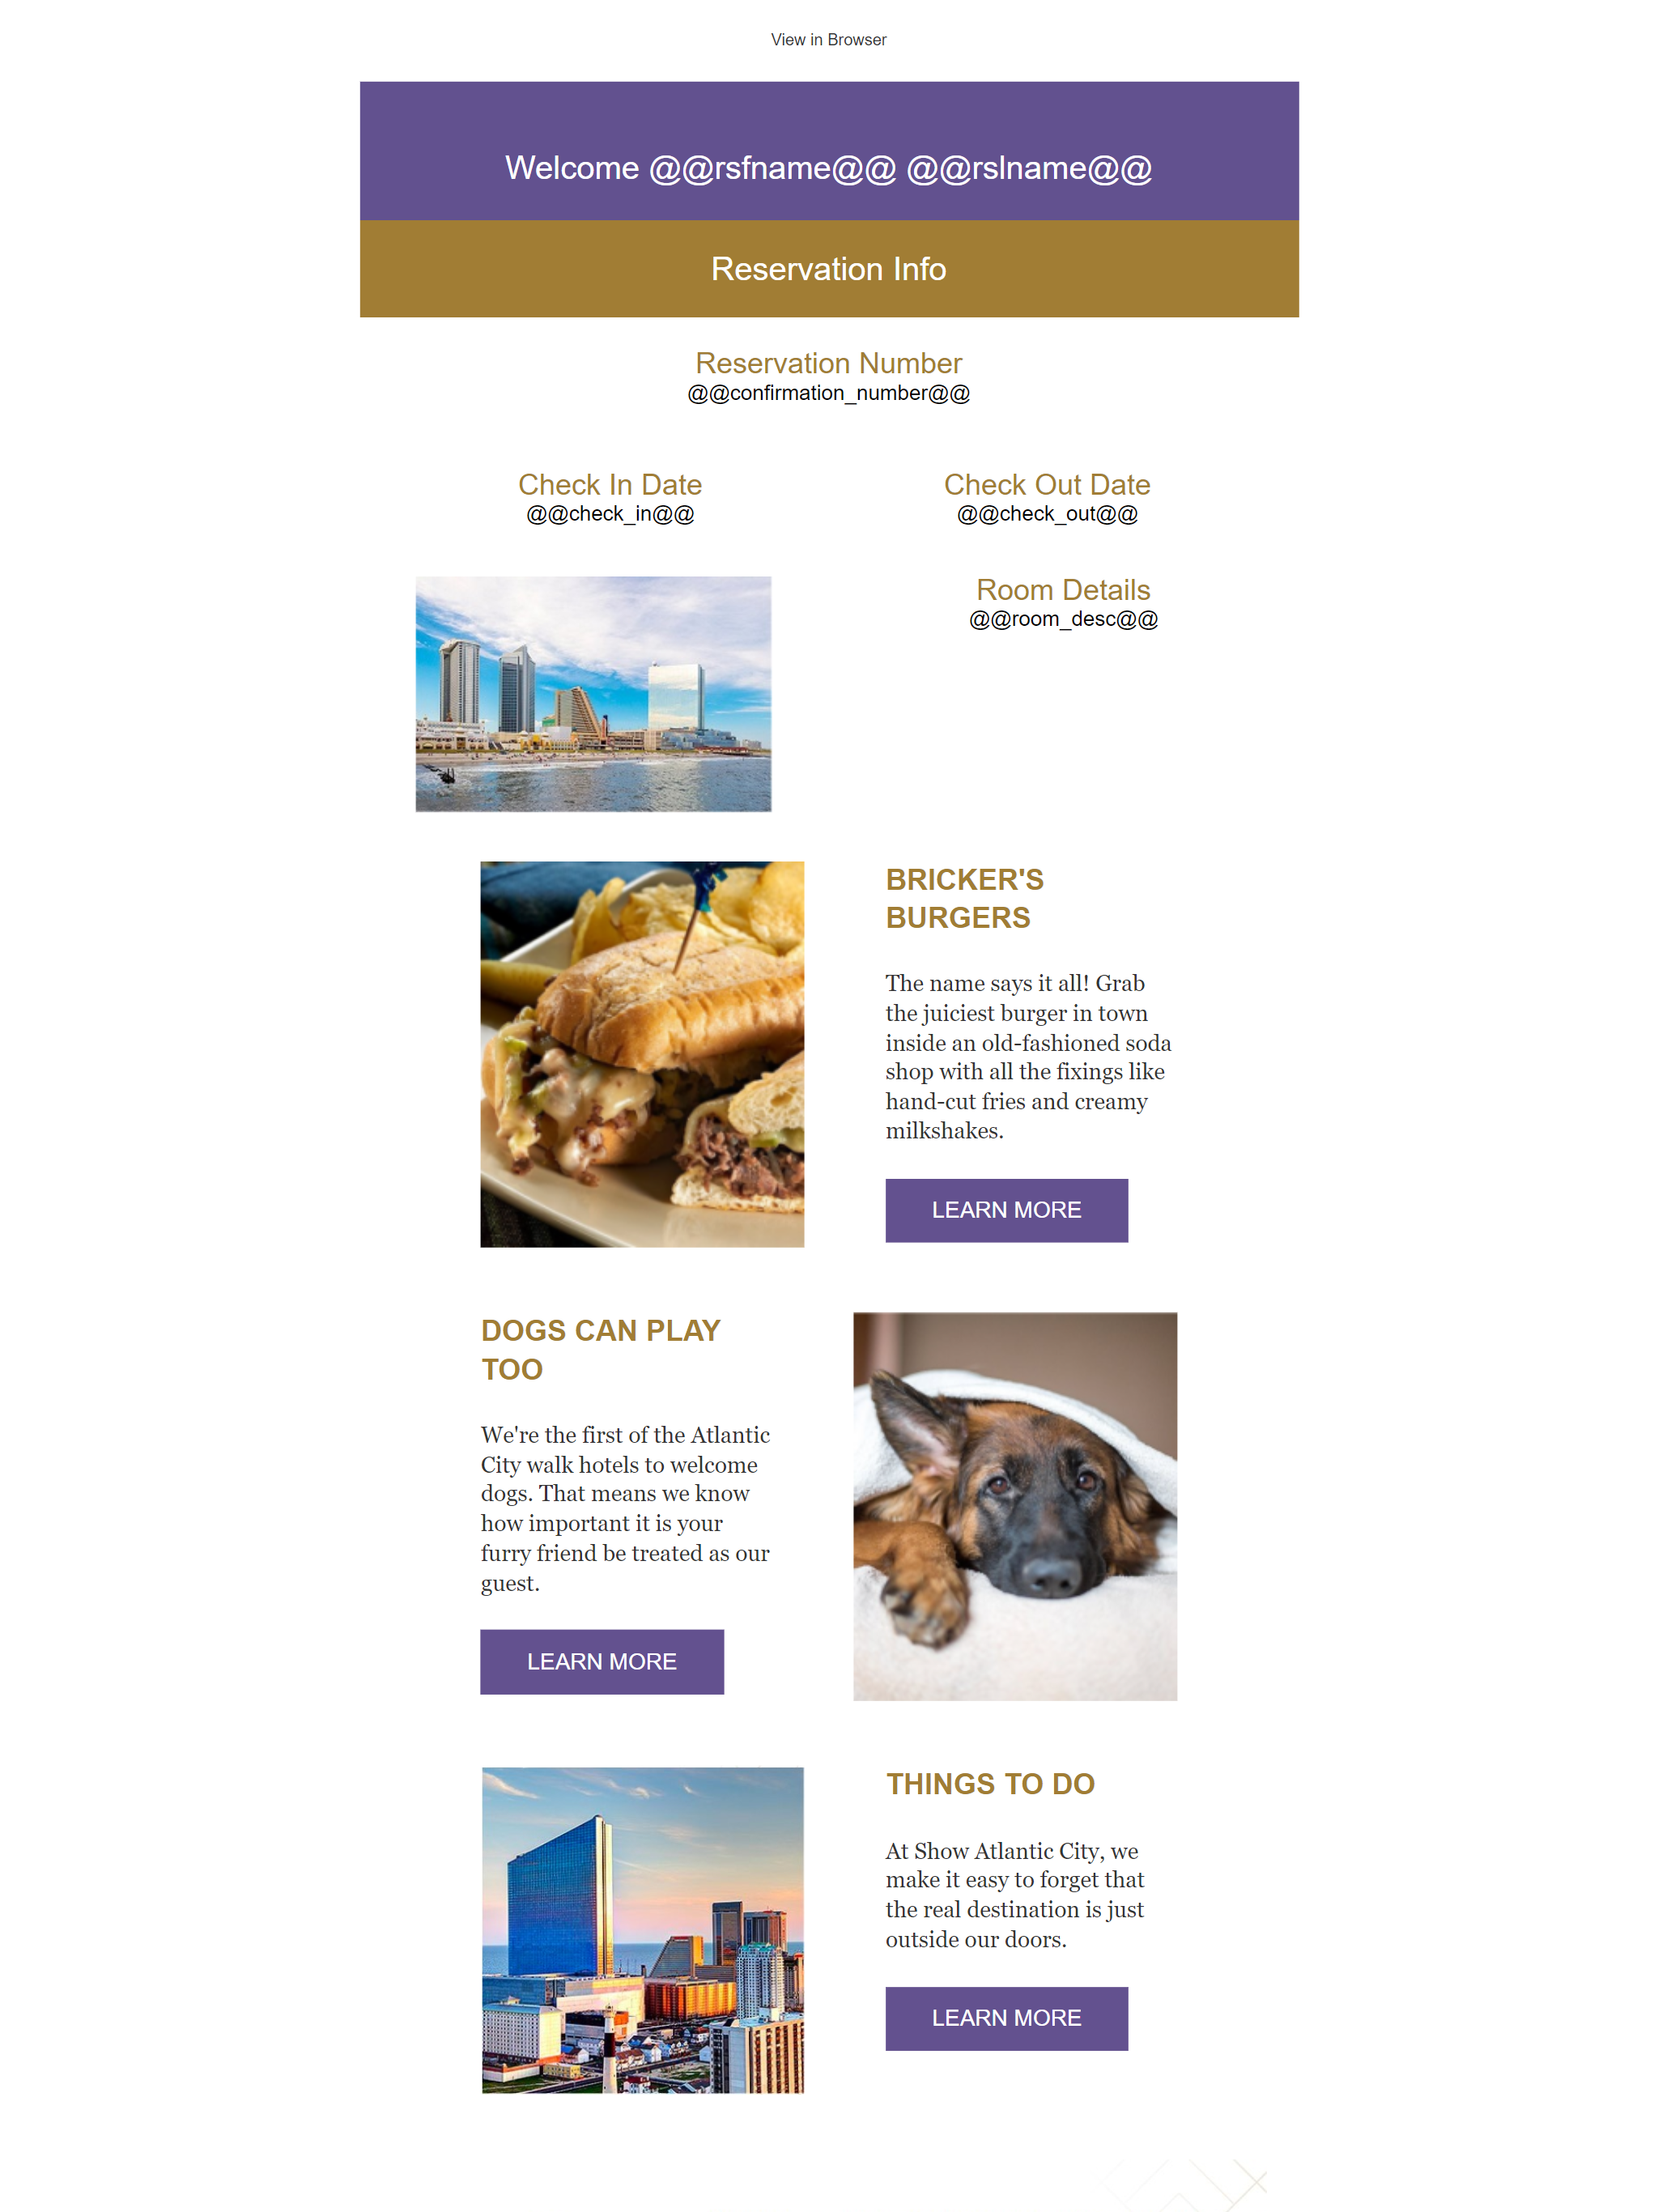 View in Browser
Welcome @@rsfname@@ @@rslname@@
Reservation Info
Reservation Number
@@confirmation_number@@
Check In Date
@@check_in@@
Check Out Date
@@check_out@@
Room Details
@@room_desc@@
BRICKER'S
BURGERS
The name says it all! Grab
the juiciest burger in town
inside an old-fashioned soda
shop with all the fixings like
hand-cut fries and creamy
milkshakes.
LEARN MORE
DOGS CAN PLAY
TOO
We're the first of the Atlantic
City walk hotels to welcome
dogs. That means we know
how important it is your
furry friend be treated as our
guest.
LEARN MORE
THINGS TO DO
At Show Atlantic City, we
make it easy to forget that
the real destination is just
outside our doors.
LEARN MORE